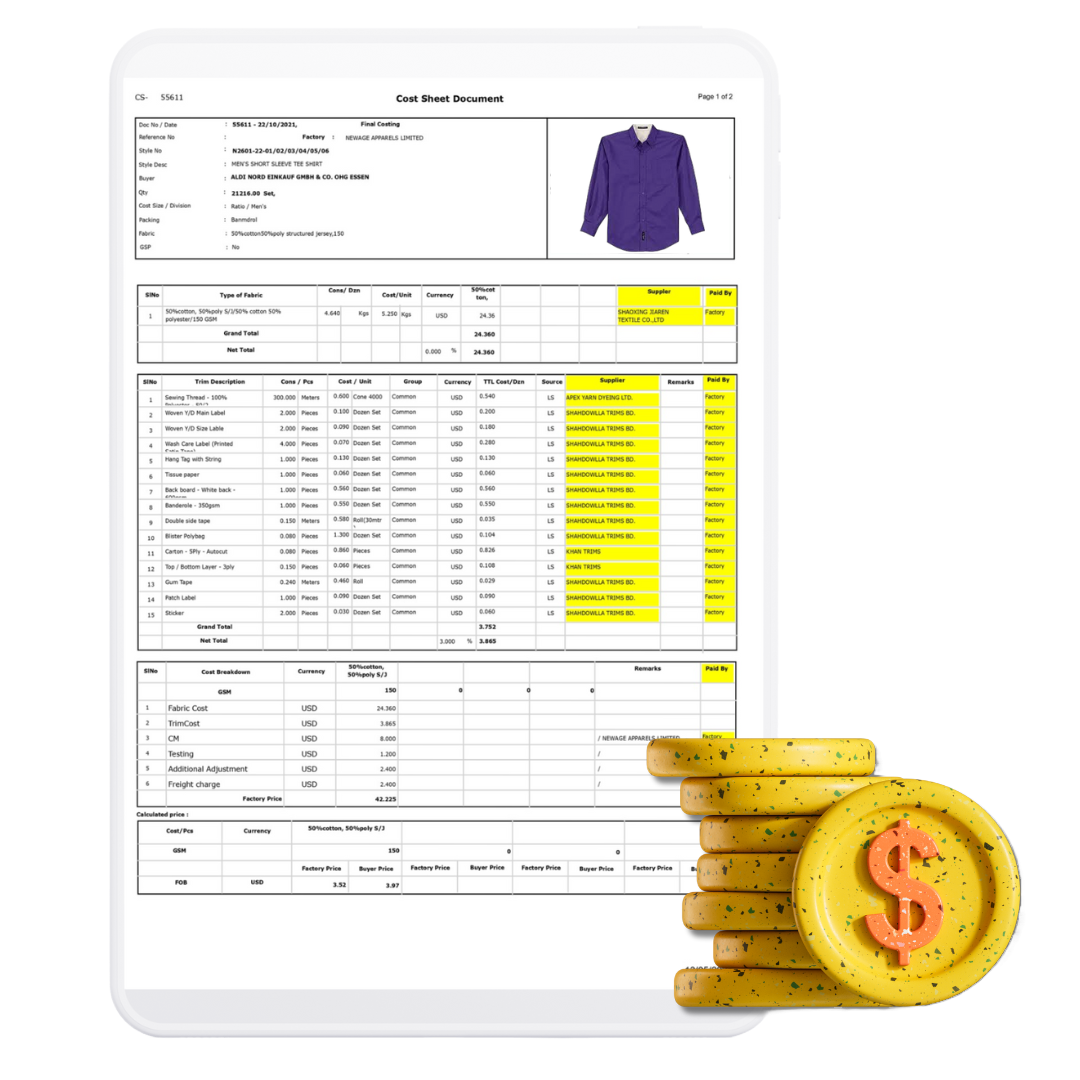 CS- 55611
Cost Sheet Document
Page 1 of 2
Doc No / Date : 55611 - 22/10/2021, Final Costing
Reference No : Factory : NEWAGE APPARELS LIMITED
Style No : N2601-22-01/02/03/04/05/06
Style Desc : MEN'S SHORT SLEEVE TEE SHIRT
Buyer : ALDI NORD EINKAUF GMBH & CO. OHG ESSEN
Qty : 21216.00 Set,
Cost Size / Division : Ratio / Men's
Packing : Banmdrol
Fabric : 50%cotton50%poly structured jersey,150
GSP : No
SlNo Type of Fabric Cons/ Dzn Cost/Unit Currency 50%cot ton, Supplier Paid By
1 50%cotton, 50%poly S/J/50% cotton 50% polyester/150 GSM 4.640 Kgs 5.250 Kgs USD 24.36 SHAOXING JIAREN TEXTILE CO.,LTD Factory
Grand Total 24.360
Net Total 0.000 % 24.360
SlNo Trim Description Cons / Pcs Cost / Unit Group Currency TTL Cost/Dzn Source Supplier Remarks Paid By
1 Sewing Thread - 100% 300.000 Meters 0.600 Cone 4000 Common USD 0.540 LS APEX YARN DYEING LTD. Factory
2 Woven Y/D Main Label 2.000 Pieces 0.100 Dozen Set Common USD 0.200 LS SHAHDOVILLA TRIMS BD. Factory
3 Woven Y/D Size Lable 2.000 Pieces 0.090 Dozen Set Common USD 0.180 LS SHAHDOVILLA TRIMS BD. Factory
4 Wash Care Label (Printed 4.000 Pieces 0.070 Dozen Set Common USD 0.280 LS SHAHDOVILLA TRIMS BD. Factory
5 Hang Tag with String 1.000 Pieces 0.130 Dozen Set Common USD 0.130 LS SHAHDOVILLA TRIMS BD. Factory
6 Tissue paper 1.000 Pieces 0.060 Dozen Set Common USD 0.060 LS SHAHDOVILLA TRIMS BD. Factory
7 Back board - White back - 1.000 Pieces 0.560 Dozen Set Common USD 0.560 LS SHAHDOVILLA TRIMS BD. Factory
8 Banderole - 350gsm 1.000 Pieces 0.550 Dozen Set Common USD 0.550 LS SHAHDOVILLA TRIMS BD. Factory
9 Double side tape 0.150 Meters 0.580 Roll(30mtr Common USD 0.035 LS SHAHDOVILLA TRIMS BD. Factory
10 Blister Polybag 0.080 Pieces 1.300 Dozen Set Common USD 0.104 LS SHAHDOVILLA TRIMS BD. Factory
11 Carton - 5Ply - Autocut 0.080 Pieces 0.860 Pieces Common USD 0.826 LS KHAN TRIMS Factory
12 Top / Bottom Layer - 3ply 0.150 Pieces 0.060 Pieces Common USD 0.108 LS KHAN TRIMS Factory
13 Gum Tape 0.240 Meters 0.460 Roll Common USD 0.029 LS SHAHDOVILLA TRIMS BD. Factory
14 Patch Label 1.000 Pieces 0.090 Dozen Set Common USD 0.090 LS SHAHDOVILLA TRIMS BD. Factory
15 Sticker 2.000 Pieces 0.030 Dozen Set Common USD 0.060 LS SHAHDOVILLA TRIMS BD. Factory
Grand Total 3.752
Net Total 3.000 % 3.865
SlNo Cost Breakdown Currency 50%cotton, 50%poly S/J Remarks Paid By
GSM 150 0 0 0
1 Fabric Cost USD 24.360
2 TrimCost USD 3.865
3 CM USD 8.000 / NEWAGE APPARELS LIMITED Factory
4 Testing USD 1.200 /
5 Additional Adjustment USD 2.400 /
6 Freight charge USD 2.400 /
Factory Price 42.225
Calculated price :
Cost/Pcs Currency 50%cotton, 50%poly S/J
GSM 150 0 0
Factory Price Buyer Price Factory Price Buyer Price Factory Price Buyer Price Factory Price
FOB USD 3.52 3.97
$